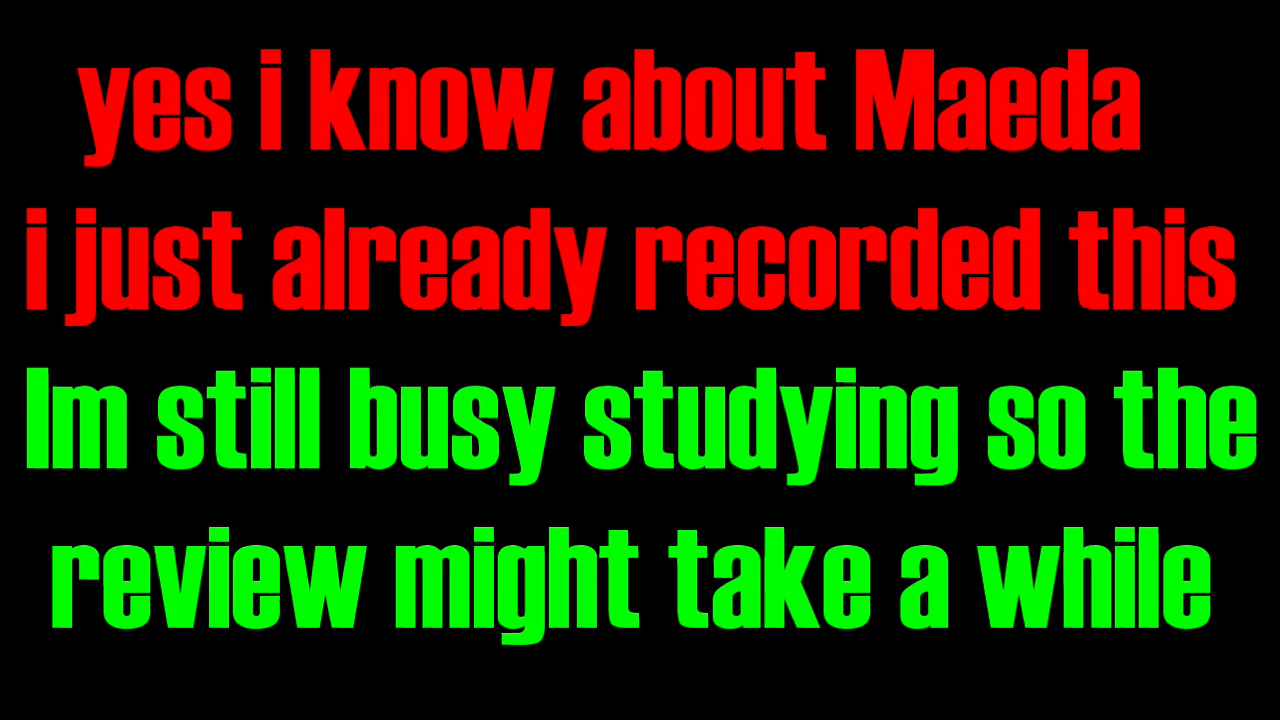 yes i know about Maeda
i just already recorded this
Im still busy studying so the
review might take a while